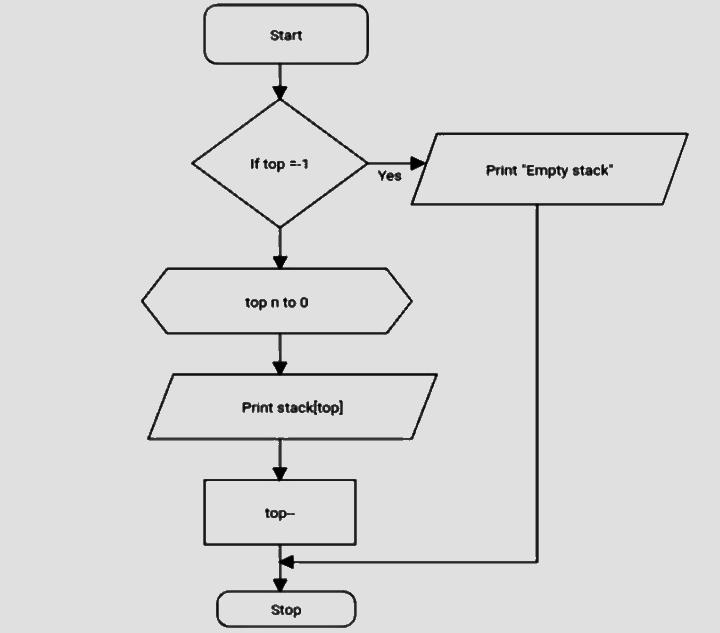 Start
If top =-1
Yes
Print "Empty stack"
top n to 0
Print stack[top]
top--
Stop